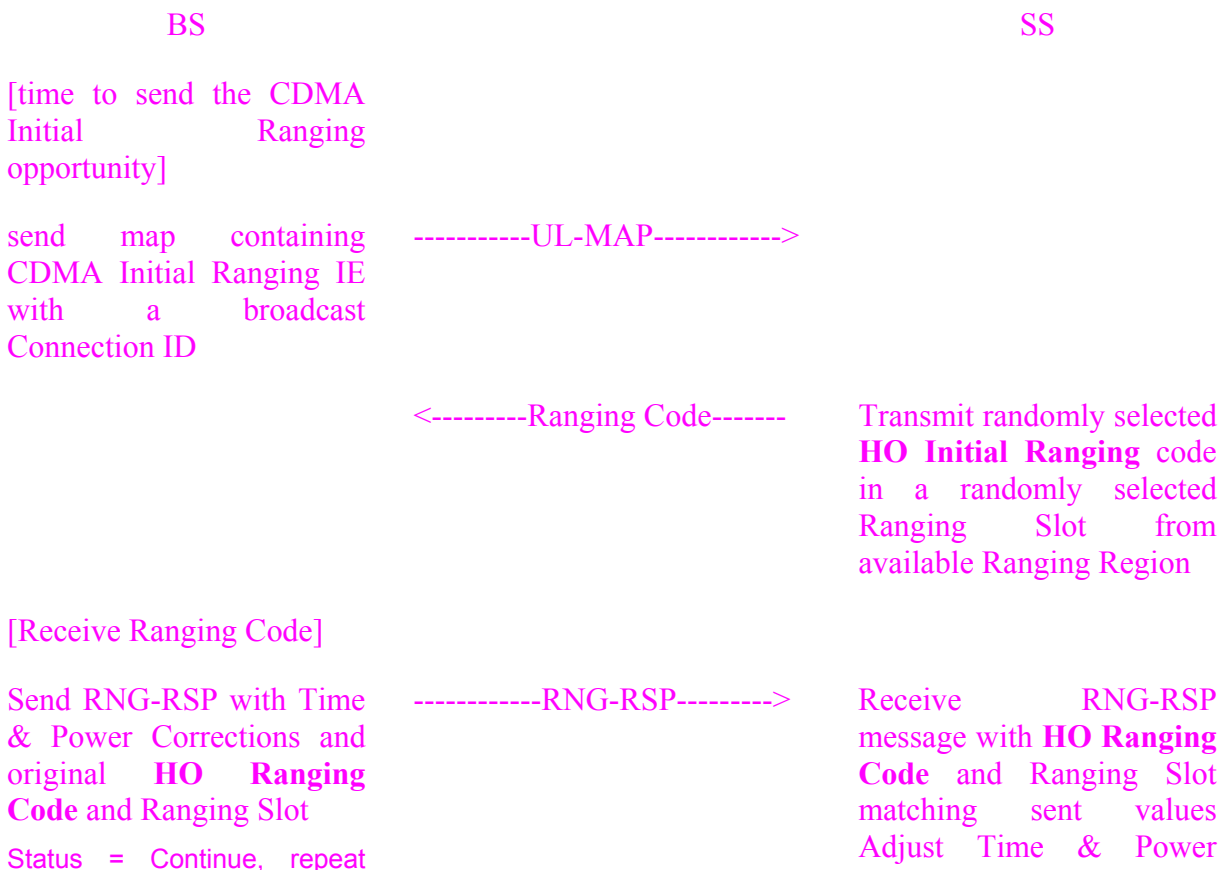 BS SS
[time to send the CDMA
Initial Ranging
opportunity]
send map containing
CDMA Initial Ranging IE
with a broadcast
Connection ID
-----------UL-MAP------------>
<---------Ranging Code-------
Transmit randomly selected
HO Initial Ranging code
in a randomly selected
Ranging Slot from
available Ranging Region
[Receive Ranging Code]
Send RNG-RSP with Time
& Power Corrections and
original HO Ranging
Code and Ranging Slot
Status = Continue, repeat
------------RNG-RSP--------->
Receive RNG-RSP
message with HO Ranging
Code and Ranging Slot
matching sent values
Adjust Time & Power